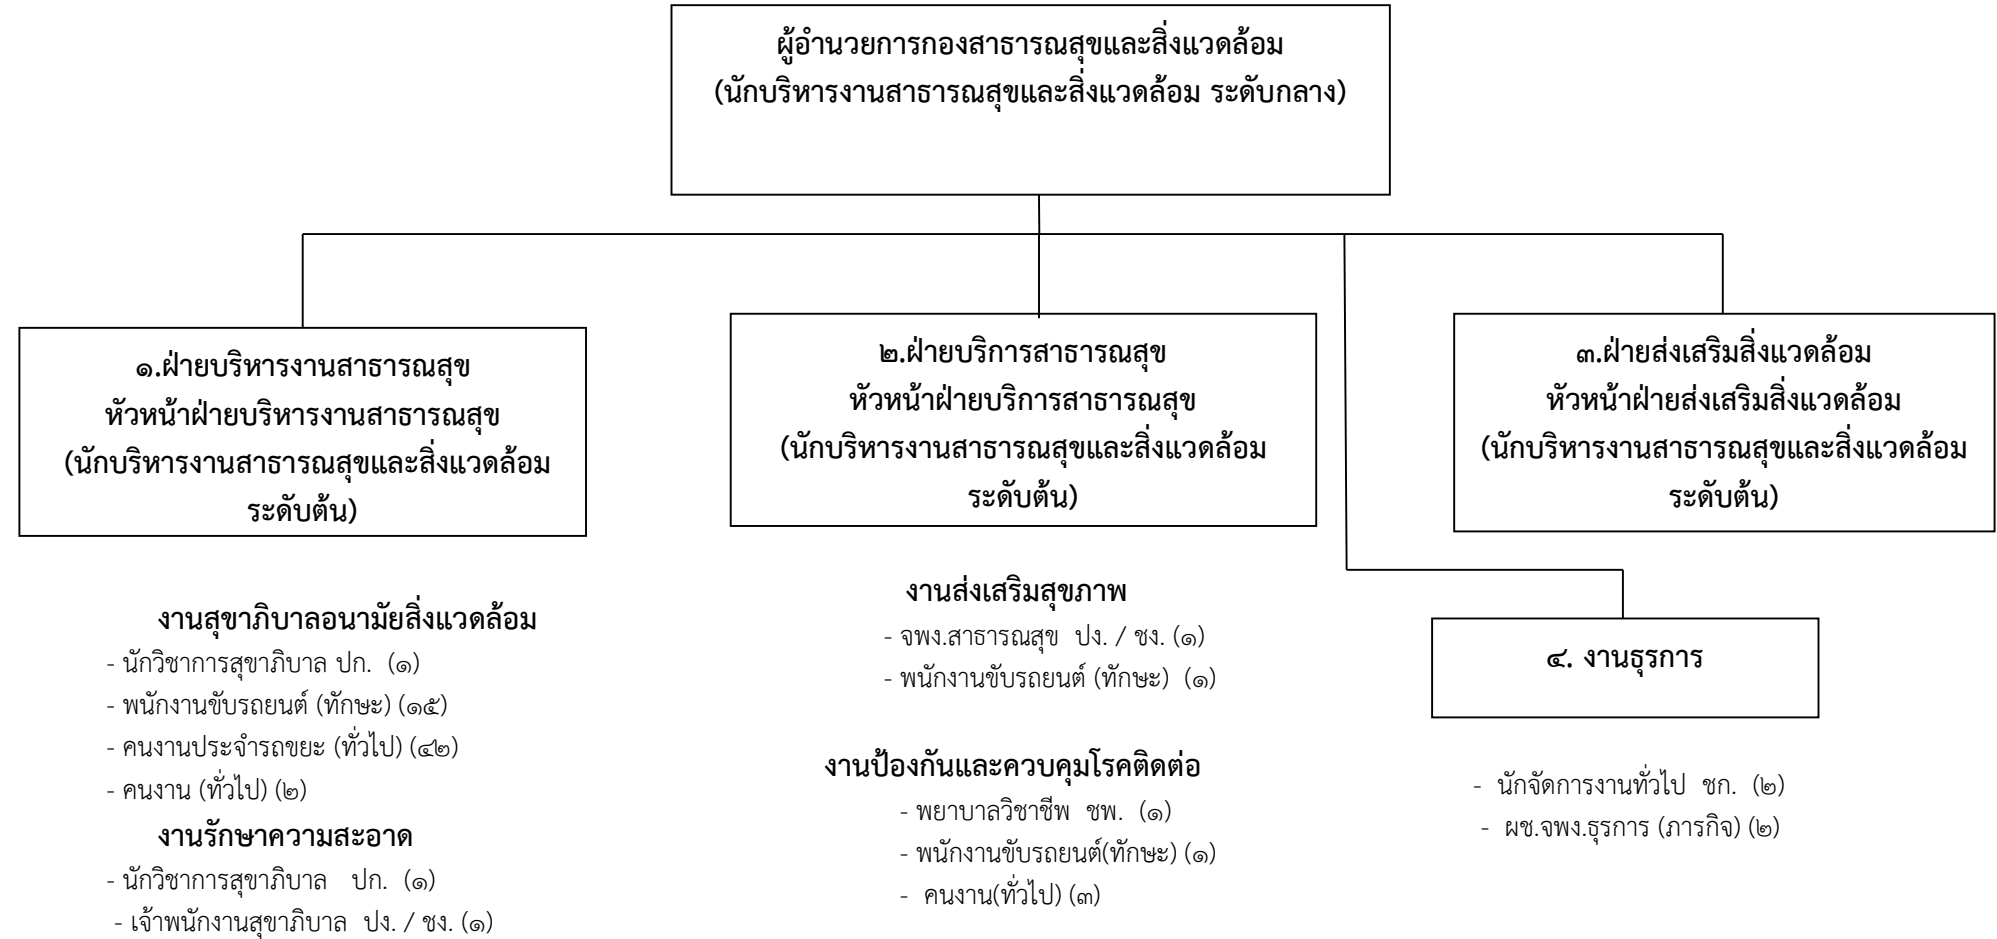 ผู้อำนวยการกองสาธารณสุขและสิ่งแวดล้อม
(นักบริหารงานสาธารณสุขและสิ่งแวดล้อม ระดับกลาง)
๑.ฝ่ายบริหารงานสาธารณสุข
หัวหน้าฝ่ายบริหารงานสาธารณสุข
(นักบริหารงานสาธารณสุขและสิ่งแวดล้อม
ระดับต้น)
๒.ฝ่ายบริการสาธารณสุข
หัวหน้าฝ่ายบริการสาธารณสุข
(นักบริหารงานสาธารณสุขและสิ่งแวดล้อม
ระดับต้น)
๓.ฝ่ายส่งเสริมสิ่งแวดล้อม
หัวหน้าฝ่ายส่งเสริมสิ่งแวดล้อม
(นักบริหารงานสาธารณสุขและสิ่งแวดล้อม
ระดับต้น)
งานสุขาภิบาลอนามัยสิ่งแวดล้อม
- นักวิชาการสุขาภิบาล ปก. (๑)
- พนักงานขับรถยนต์ (ทักษะ) (๑๕)
- คนงานประจำรถขยะ (ทั่วไป) (๔๒)
- คนงาน (ทั่วไป) (๒)
งานรักษาความสะอาด
- นักวิชาการสุขาภิบาล ปก. (๑)
- เจ้าพนักงานสุขาภิบาล ปง. / ชง. (๑)
งานส่งเสริมสุขภาพ
- จพง.สาธารณสุข ปง. / ชง. (๑)
- พนักงานขับรถยนต์ (ทักษะ) (๑)
งานป้องกันและควบคุมโรคติดต่อ
- พยาบาลวิชาชีพ ชพ. (๑)
- พนักงานขับรถยนต์(ทักษะ) (๑)
- คนงาน(ทั่วไป) (๓)
๔. งานธุรการ
- นักจัดการงานทั่วไป ชก. (๒)
- ผช.จพง.ธุรการ (ภารกิจ) (๒)